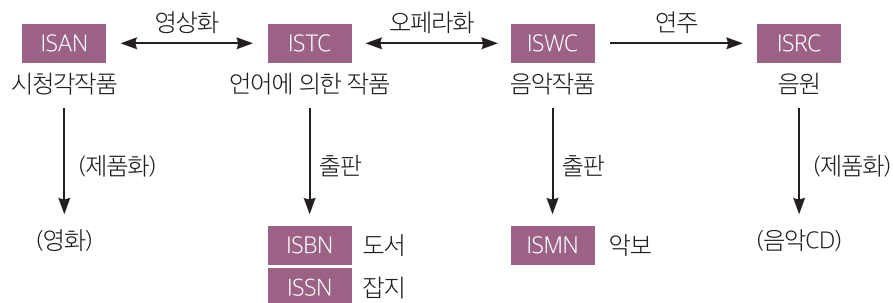 영상화 오페라화 연주
ISAN ISTC ISWC ISRC
시청각작품 언어에 의한 작품 음악작품 음원
(제품화) 출판 출판 (제품화)
(영화) ISBN 도서 ISMN 악보 (음악CD)
ISSN 잡지